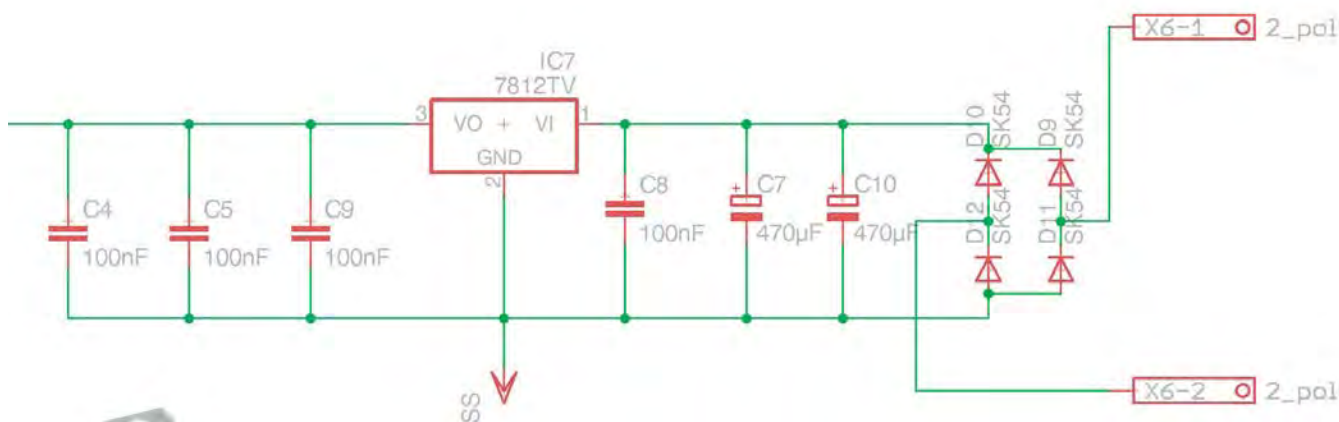 X6-1 2_pol
IC7
7812TV
3 VO + VI 1
GND
2
D10
SK54
D9
SK54
C4
100nF
C5
100nF
C9
100nF
C8
100nF
+ C7
470µF
+ C10
470µF
D12
SK54
D11
SK54
X6-2 2_pol
SS